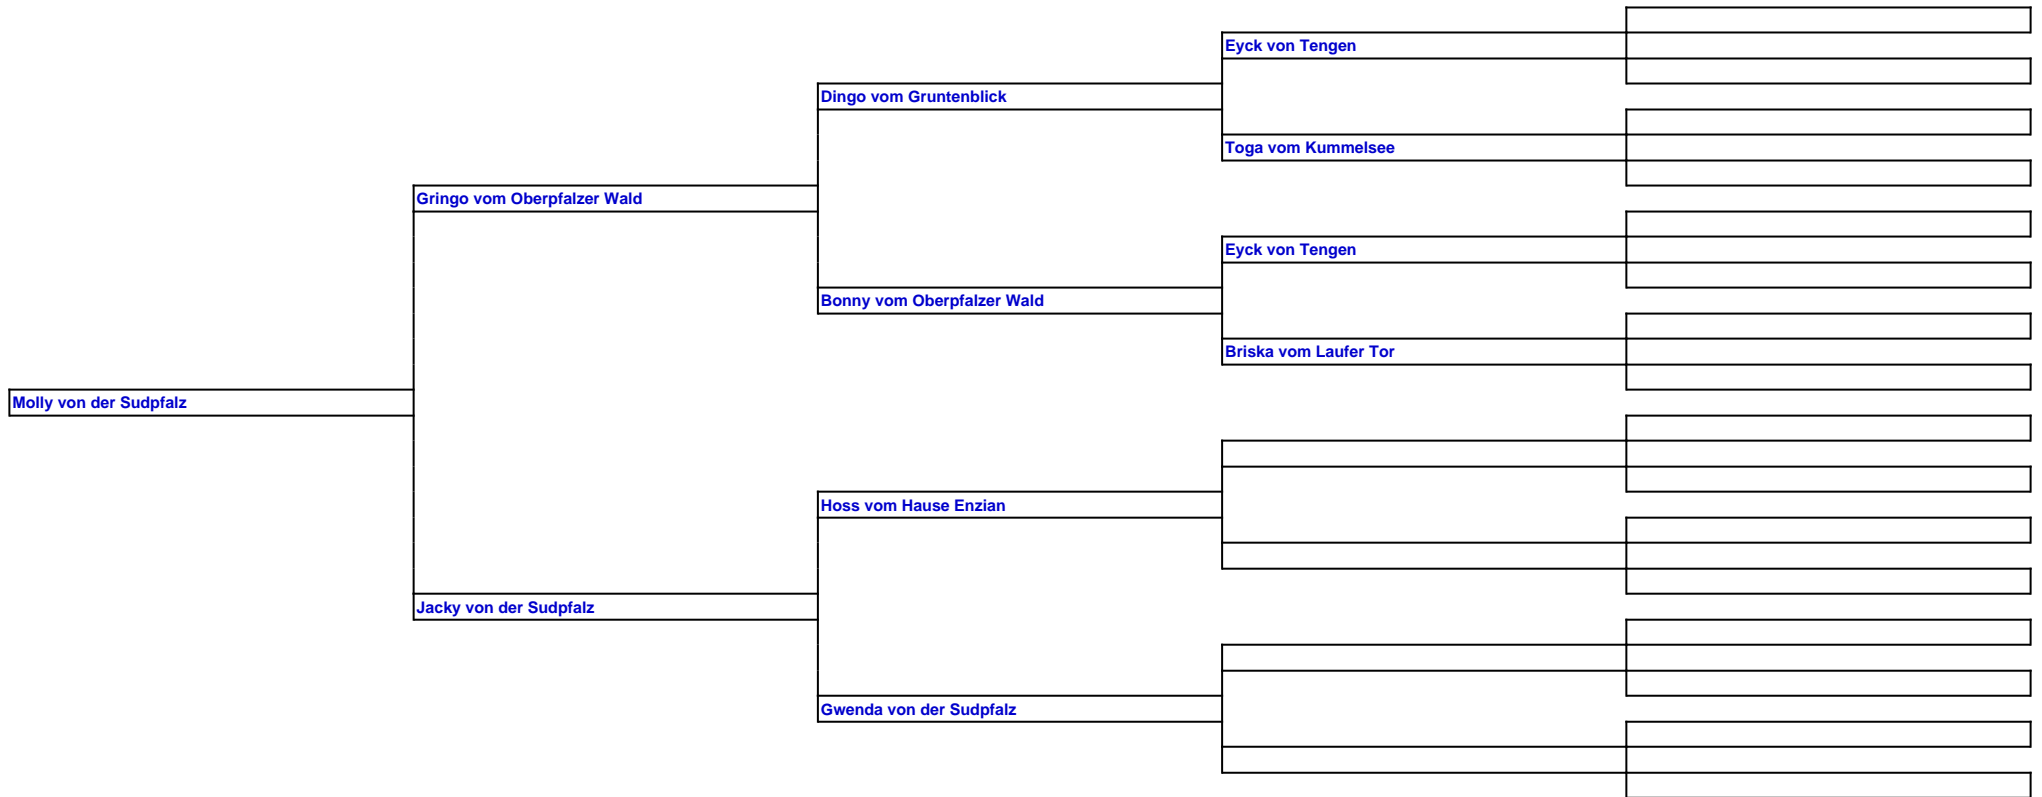 Eyck von Tengen
Dingo vom Gruntenblick
Toga vom Kummelsee
Gringo vom Oberpfalzer Wald
Eyck von Tengen
Bonny vom Oberpfalzer Wald
Briska vom Laufer Tor
Molly von der Sudpfalz
Hoss vom Hause Enzian
Jacky von der Sudpfalz
Gwenda von der Sudpfalz